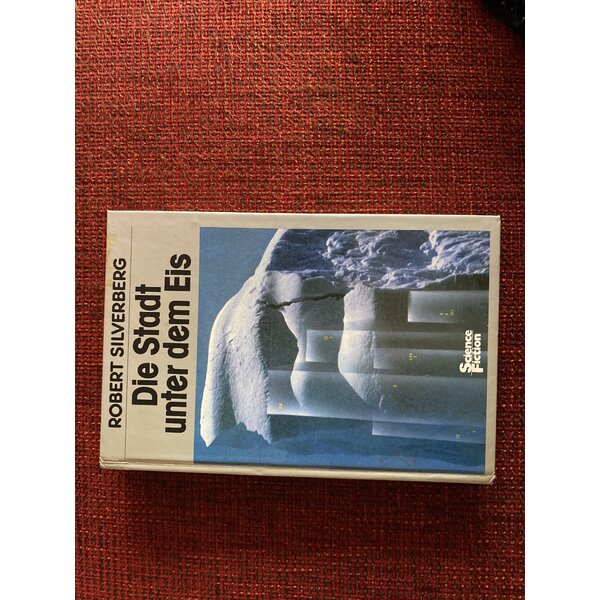 ROBERT SILVERBERG
Die Stadt
unter dem Eis
Science
Fiction